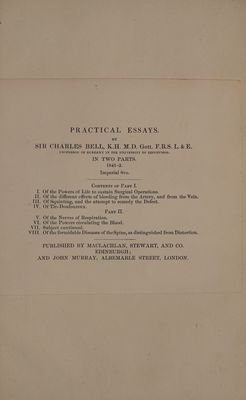 PRACTICAL ESSAYS.
BY
SIR CHARLES BELL, K.H. M.D. Gott. F.R.S. L. & E.
PROFESSOR OF SURGERY IN THE UNIVERSITY OF EDINBURGH.
IN TWO PARTS.
1841-2.
Imperial 8vo.
CONTENTS OF PART I.
I. Of the Powers of Life to sustain Surgical Operations.
II. Of the different effects of bleeding from the Artery, and from the Vein.
III. Of Squinting, and the attempt to remedy the Defect.
IV. Of Tic-Douloureux.
PART II.
V. Of the Nerves of Respiration.
VI. Of the Powers circulating the Blood.
VII. Subject continued.
VIII. Of the formidable Diseases of the Spine, as distinguished from Distortion.
PUBLISHED BY MACLACHLAN, STEWART, AND CO.
EDINBURGH;
AND JOHN MURRAY, ALBEMARLE STREET, LONDON.